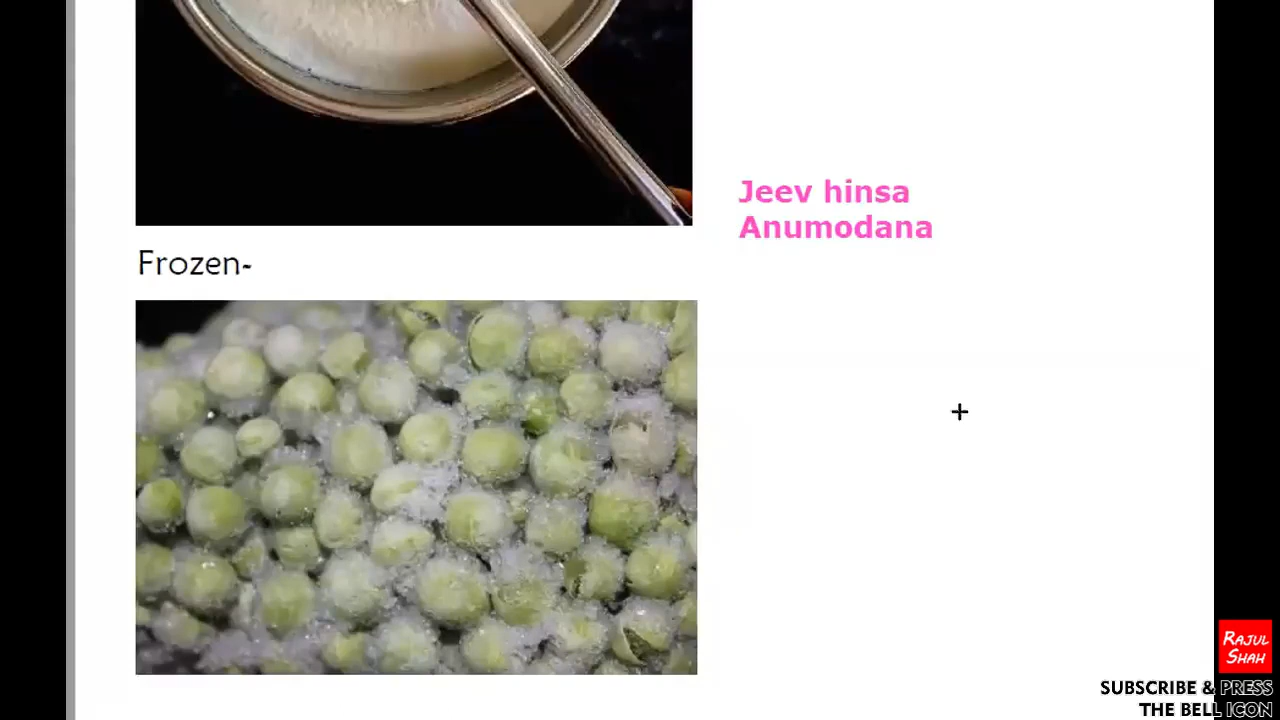 Jeev hinsa
Anumodana
Frozen-
RAJUL
SHAH
SUBSCRIBE & PRESS
THE BELL ICON